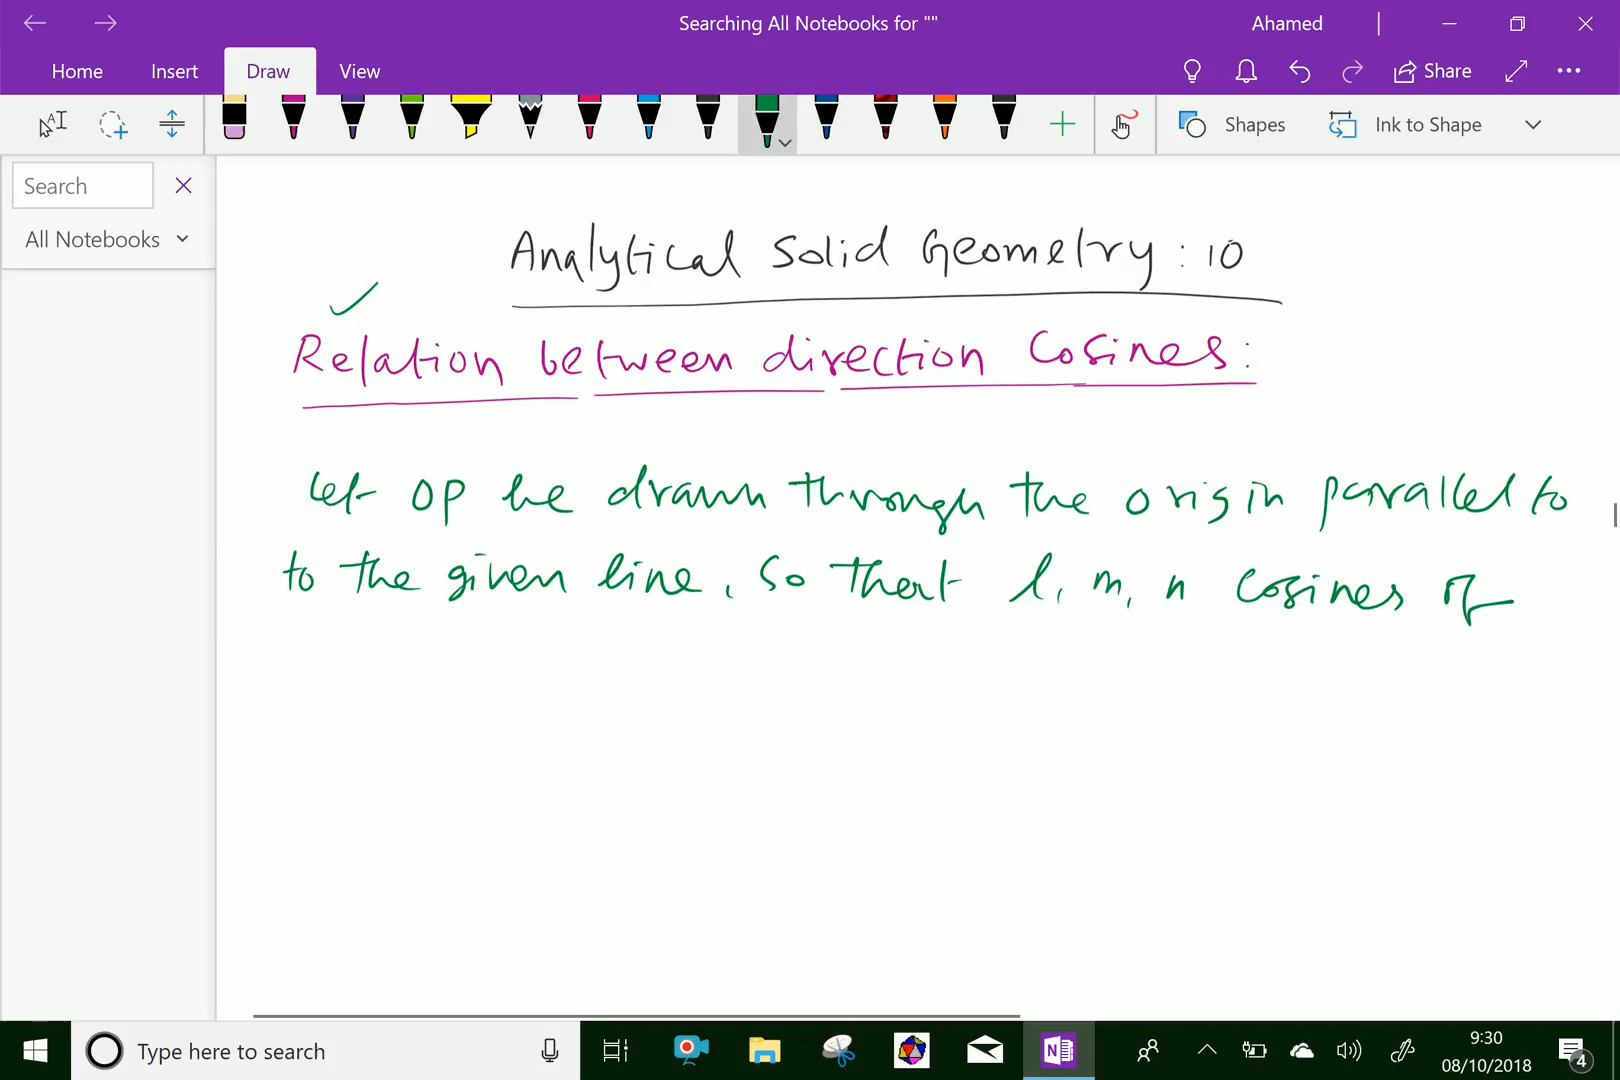 Searching All Notebooks for ""
Ahamed
Home Insert Draw View
Share
Shapes
Ink to Shape
Search
All Notebooks
Analytical Solid Geometry : 10
Relation between direction Cosines :
Let OP be drawn through the origin parallel to
to the given line, so that l, m, n Cosines of
Type here to search
9:30
08/10/2018
4